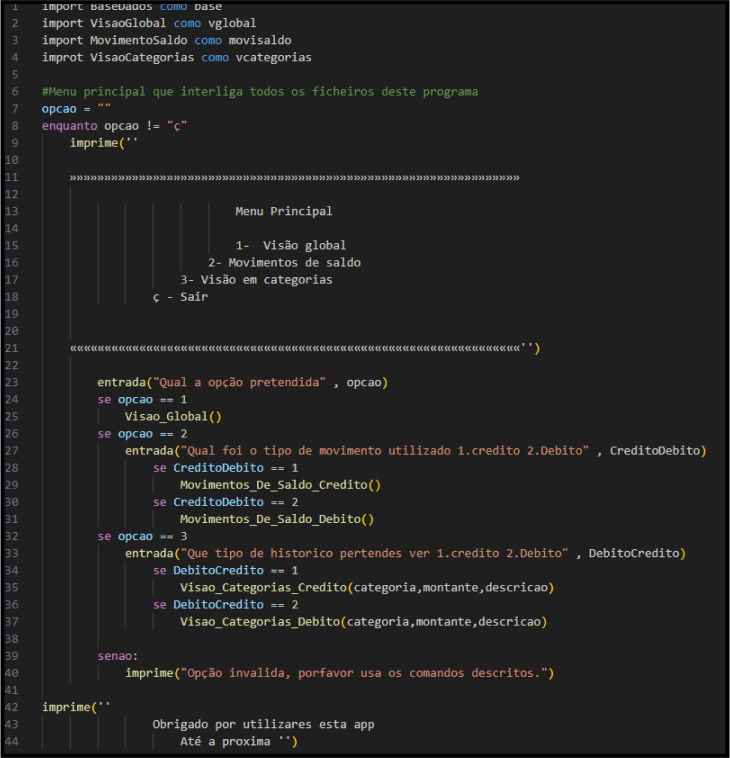 1 import BaseDados como base
2 import VisaoGlobal como vglobal
3 import MovimentoSaldo como movisaldo
4 improt VisaoCategorias como vcategorias
5
6 #Menu principal que interliga todos os ficheiros deste programa
7 opcao = ""
8 enquanto opcao != "ç"
9 imprime(''
10
11 »»»»»»»»»»»»»»»»»»»»»»»»»»»»»»»»»»»»»»»»»»»»»»»»»»»»»»»»»»»»»»»»»
12
13 Menu Principal
14
15 1-  Visão global
16 2- Movimentos de saldo
17 3- Visão em categorias
18 ç - Sair
19
20
21 «««««««««««««««««««««««««««««««««««««««««««««««««««««««««««««««««'')
22
23 entrada("Qual a opção pretendida" , opcao)
24 se opcao == 1
25 Visao_Global()
26 se opcao == 2
27 entrada("Qual foi o tipo de movimento utilizado 1.credito 2.Debito" , CreditoDebito)
28 se CreditoDebito == 1
29 Movimentos_De_Saldo_Credito()
30 se CreditoDebito == 2
31 Movimentos_De_Saldo_Debito()
32 se opcao == 3
33 entrada("Que tipo de historico pertendes ver 1.credito 2.Debito" , DebitoCredito)
34 se DebitoCredito == 1
35 Visao_Categorias_Credito(categoria,montante,descricao)
36 se DebitoCredito == 2
37 Visao_Categorias_Debito(categoria,montante,descricao)
38
39 senao:
40 imprime("Opção invalida, porfavor usa os comandos descritos.")
41
42 imprime(''
43 Obrigado por utilizares esta app
44 Até a proxima '')